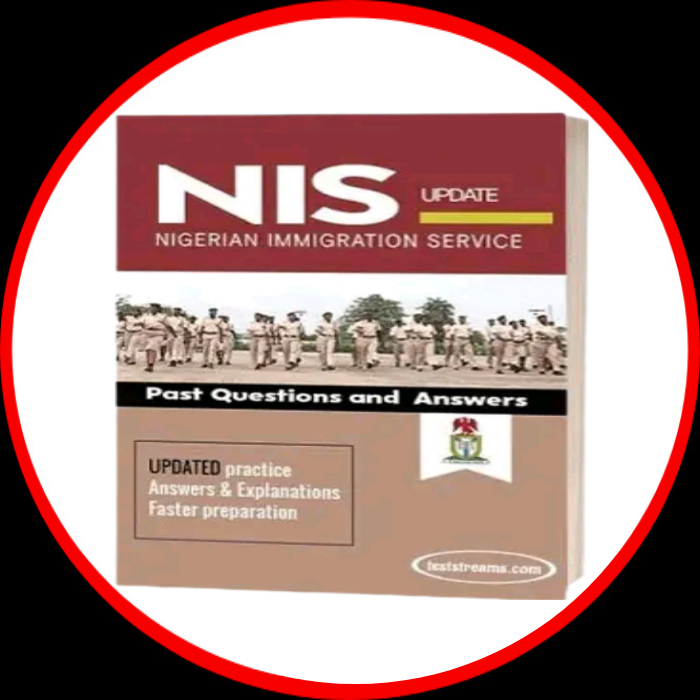 NIS UPDATE
NIGERIAN IMMIGRATION SERVICE
Past Questions and Answers
UPDATED practice
Answers & Explanations
Faster preparation
teststreams.com